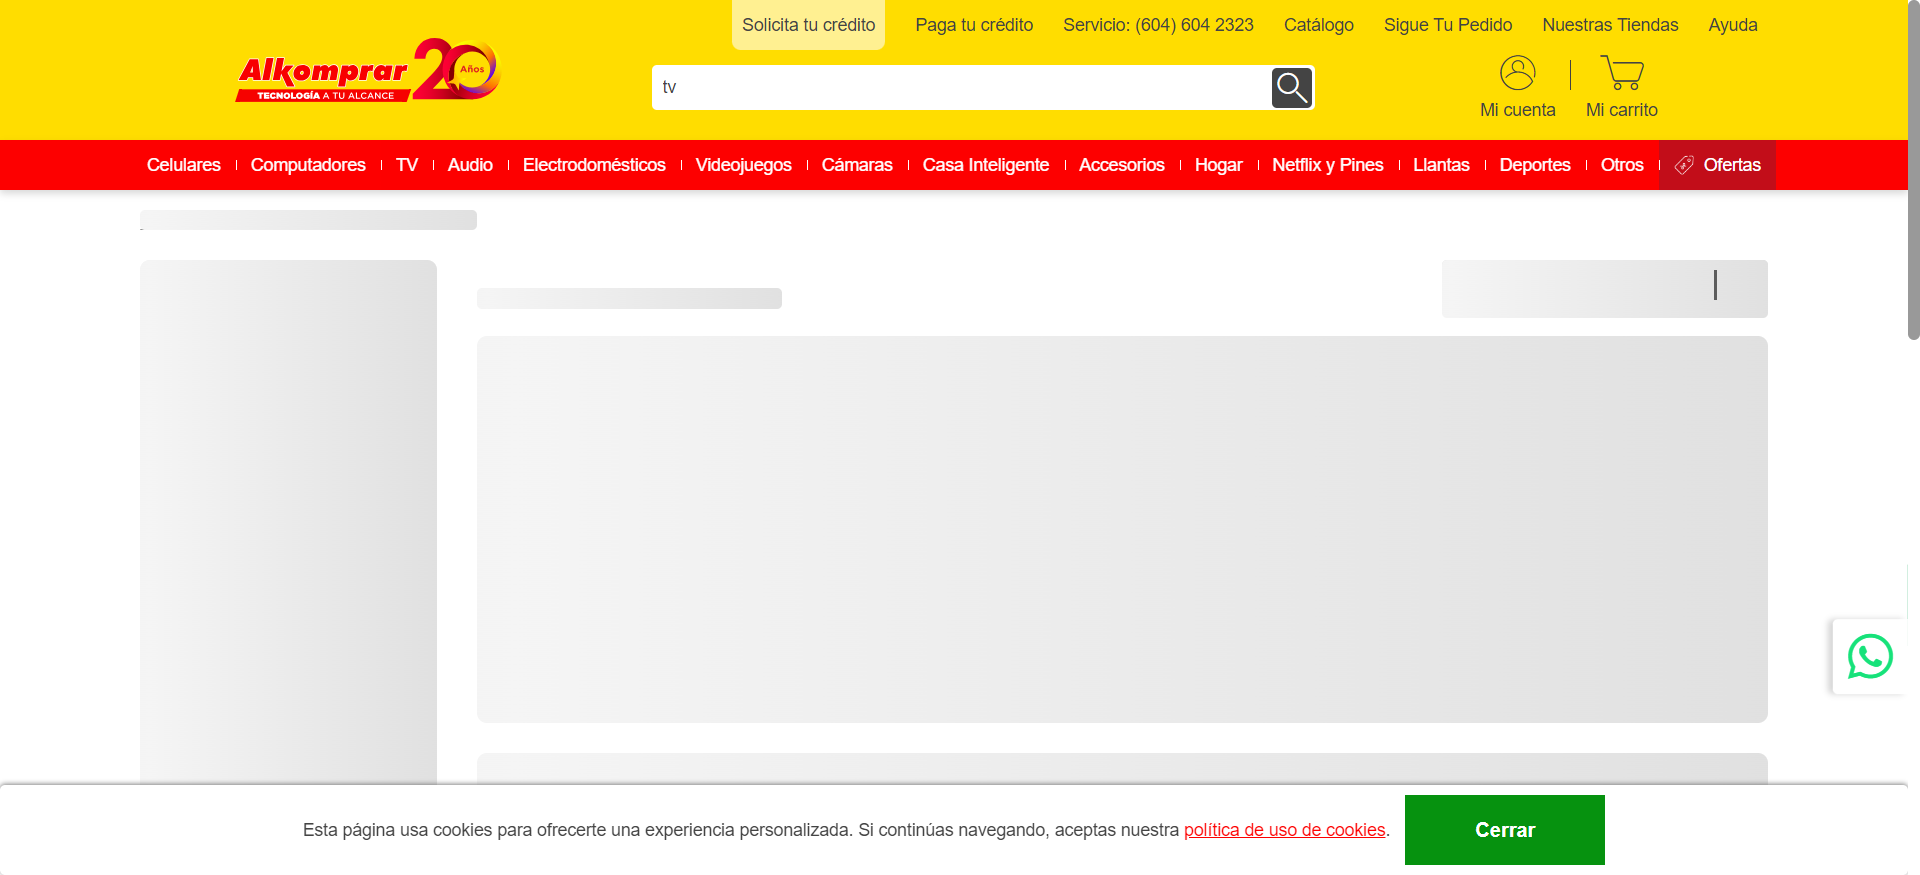 Solicita tu crédito Paga tu crédito Servicio: (604) 604 2323 Catálogo Sigue Tu Pedido Nuestras Tiendas Ayuda
Alkomprar 20 Años
TECNOLOGÍA A TU ALCANCE
tv
Mi cuenta Mi carrito
Celulares Computadores TV Audio Electrodomésticos Videojuegos Cámaras Casa Inteligente Accesorios Hogar Netflix y Pines Llantas Deportes Otros Ofertas
Esta página usa cookies para ofrecerte una experiencia personalizada. Si continúas navegando, aceptas nuestra política de uso de cookies. Cerrar